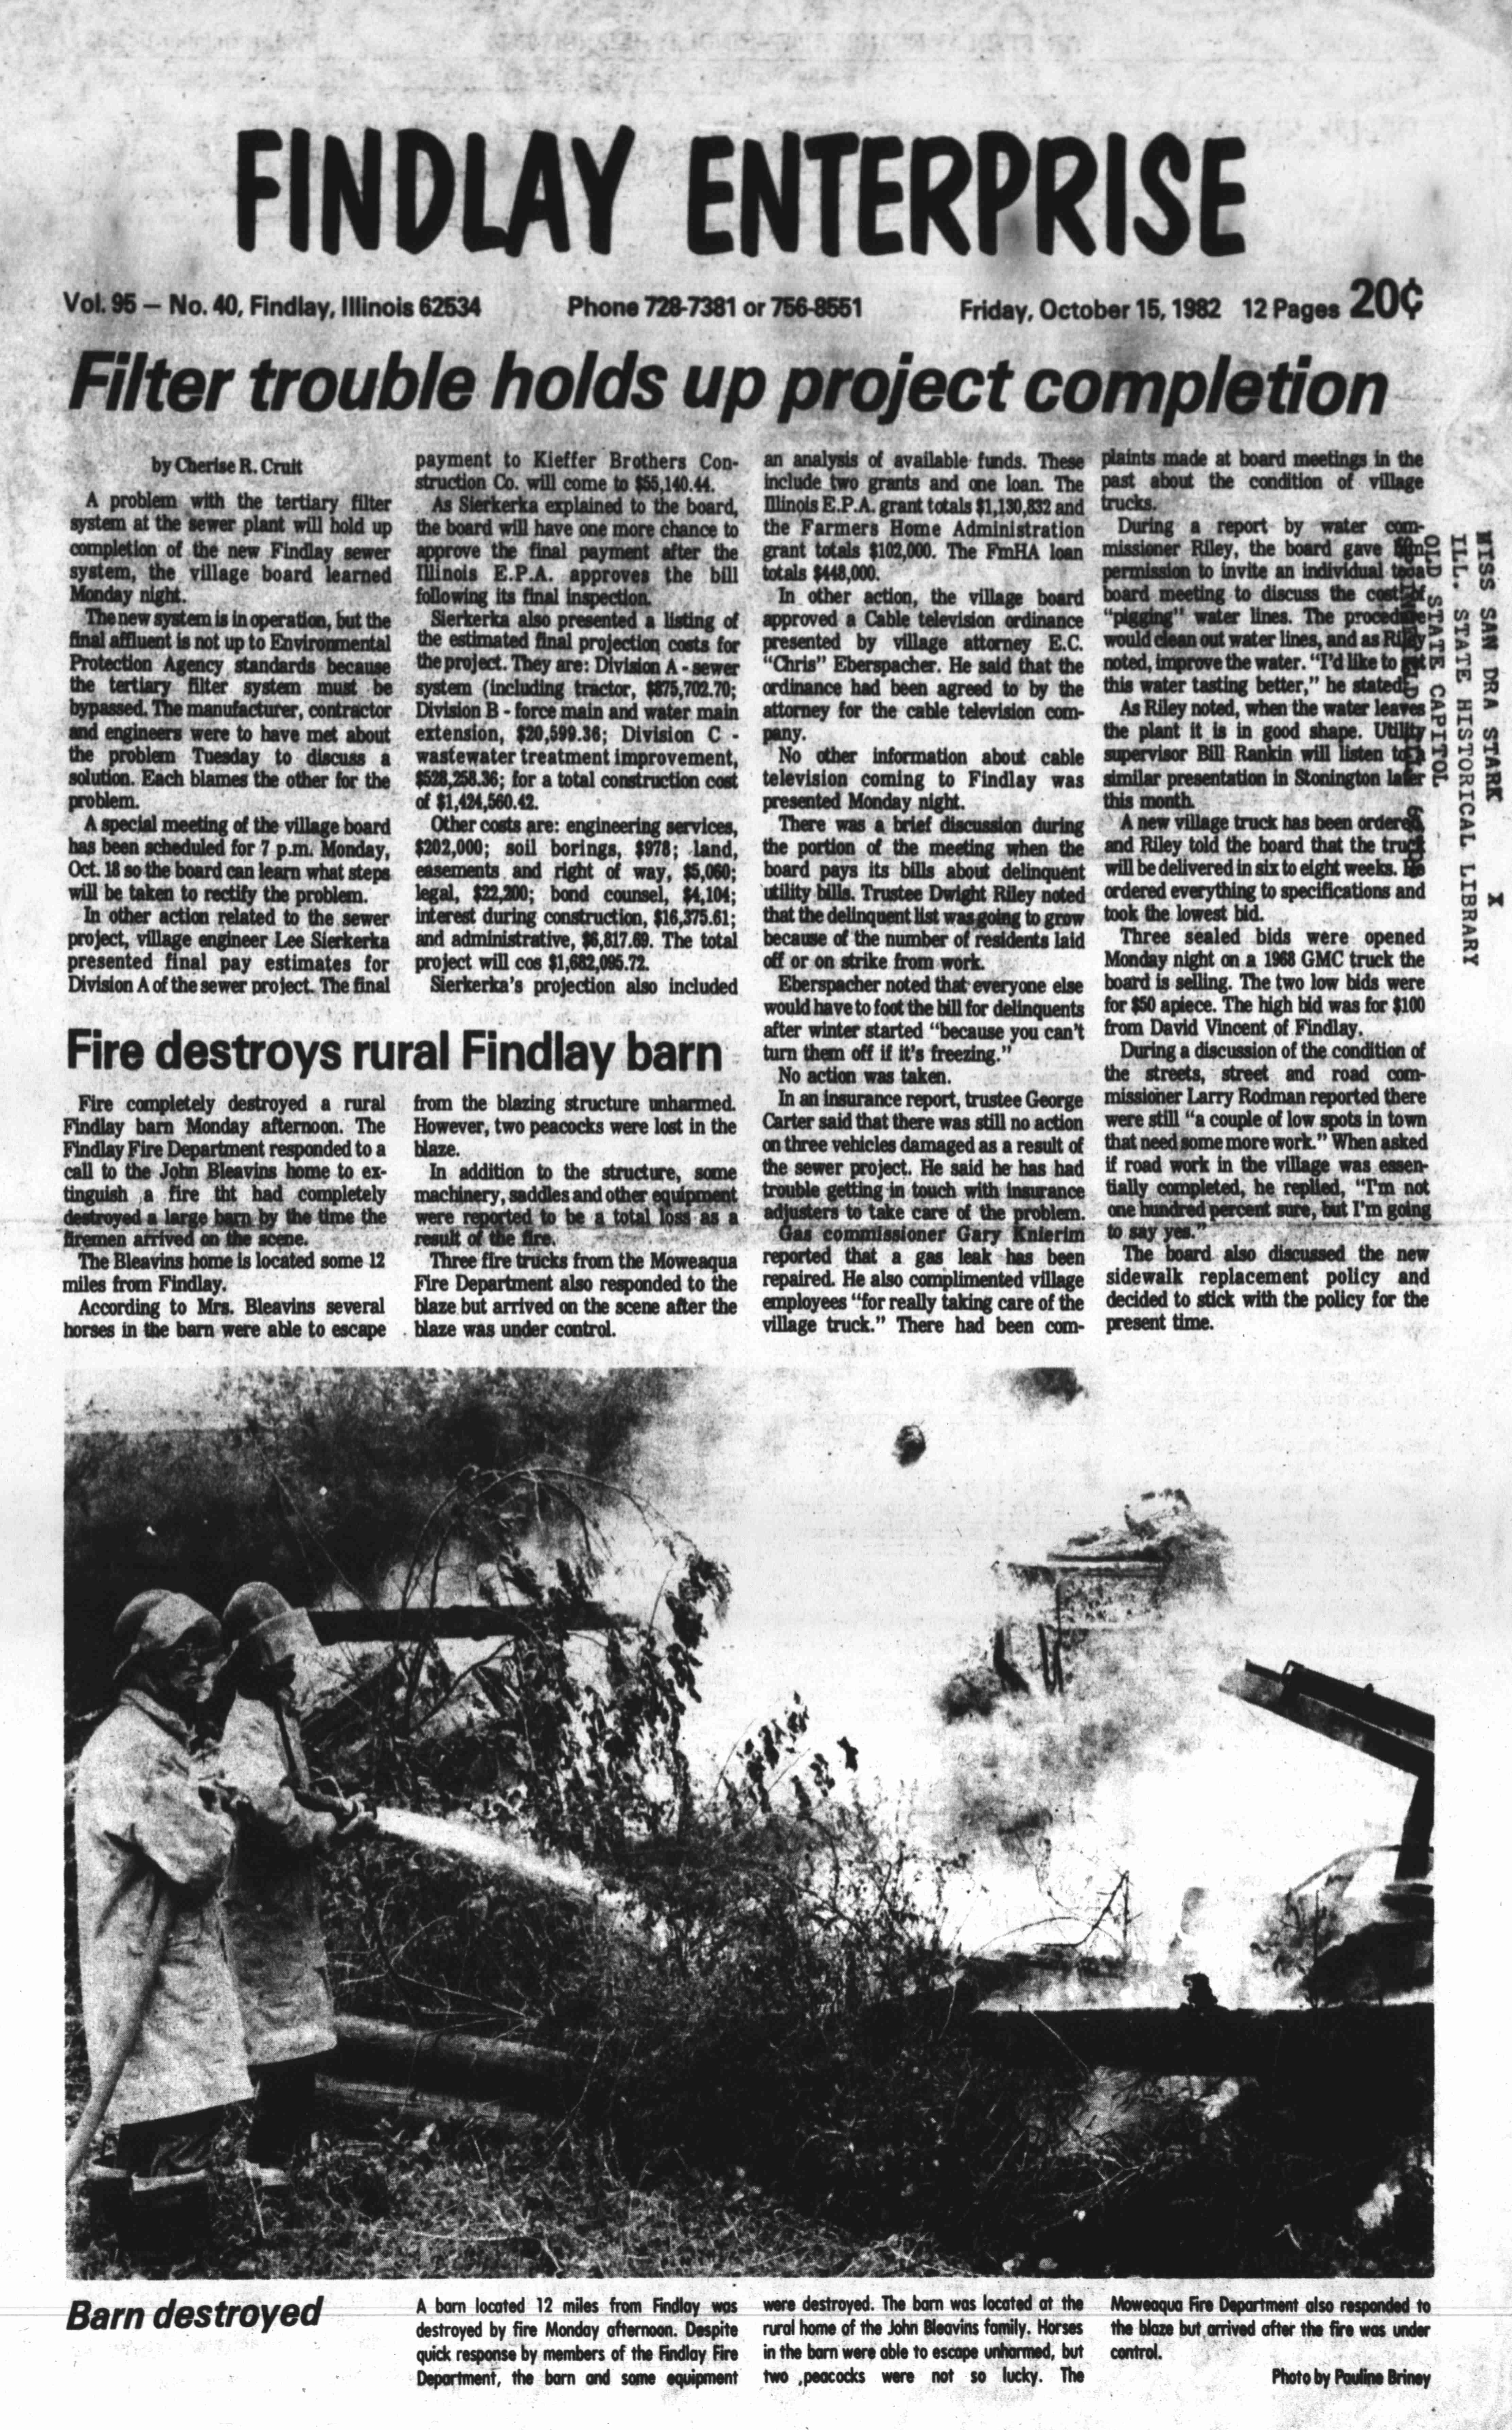 FINDLAY ENTERPRISE
Vol. 95 — No. 40, Findlay, Illinois 62534 Phone 728-7381 or 756-8551 Friday, October 15, 1982 12 Pages 20¢
Filter trouble holds up project completion
by Cherise R. Cruit
A problem with the tertiary filter
system at the sewer plant will hold up
completion of the new Findlay sewer
system, the village board learned
Monday night.
The new system is in operation, but the
final affluent is not up to Environmental
Protection Agency standards because
the tertiary filter system must be
bypassed. The manufacturer, contractor
and engineers were to have met about
the problem Tuesday to discuss a
solution. Each blames the other for the
problem.
A special meeting of the village board
has been scheduled for 7 p.m. Monday,
Oct. 18 so the board can learn what steps
will be taken to rectify the problem.
In other action related to the sewer
project, village engineer Lee Sierkerka
presented final pay estimates for
Division A of the sewer project. The final
payment to Kieffer Brothers Con-
struction Co. will come to $55,140.44.
As Sierkerka explained to the board,
the board will have one more chance to
approve the final payment after the
Illinois E.P.A. approves the bill
following its final inspection.
Sierkerka also presented a listing of
the estimated final projection costs for
the project. They are: Division A - sewer
system (including tractor, $875,702.70;
Division B - force main and water main
extension, $20,599.36; Division C -
wastewater treatment improvement,
$528,258.36; for a total construction cost
of $1,424,560.42.
Other costs are: engineering services,
$202,000; soil borings, $978; land,
easements and right of way, $5,060;
legal, $22,200; bond counsel, $4,104;
interest during construction, $16,375.61;
and administrative, $6,817.69. The total
project will cos $1,682,095.72.
Sierkerka's projection also included
an analysis of available funds. These
include two grants and one loan. The
Illinois E.P.A. grant totals $1,130,832 and
the Farmers Home Administration
grant totals $102,000. The FmHA loan
totals $448,000.
In other action, the village board
approved a Cable television ordinance
presented by village attorney E.C.
"Chris" Eberspacher. He said that the
ordinance had been agreed to by the
attorney for the cable television com-
pany.
No other information about cable
television coming to Findlay was
presented Monday night.
There was a brief discussion during
the portion of the meeting when the
board pays its bills about delinquent
utility bills. Trustee Dwight Riley noted
that the delinquent list was going to grow
because of the number of residents laid
off or on strike from work.
Eberspacher noted that everyone else
would have to foot the bill for delinquents
after winter started "because you can't
turn them off if it's freezing."
No action was taken.
In an insurance report, trustee George
Carter said that there was still no action
on three vehicles damaged as a result of
the sewer project. He said he has had
trouble getting in touch with insurance
adjusters to take care of the problem.
Gas commissioner Gary Knierim
reported that a gas leak has been
repaired. He also complimented village
employees "for really taking care of the
village truck." There had been com-
plaints made at board meetings in the
past about the condition of village
trucks.
During a report by water com-
missioner Riley, the board gave him
permission to invite an individual to a
board meeting to discuss the cost of
"pigging" water lines. The procedure
would clean out water lines, and as Riley
noted, improve the water. "I'd like to get
this water tasting better," he stated.
As Riley noted, when the water leaves
the plant it is in good shape. Utility
supervisor Bill Rankin will listen to a
similar presentation in Stonington later
this month.
A new village truck has been ordered,
and Riley told the board that the truck
will be delivered in six to eight weeks. He
ordered everything to specifications and
took the lowest bid.
Three sealed bids were opened
Monday night on a 1968 GMC truck the
board is selling. The two low bids were
for $50 apiece. The high bid was for $100
from David Vincent of Findlay.
During a discussion of the condition of
the streets, street and road com-
missioner Larry Rodman reported there
were still "a couple of low spots in town
that need some more work." When asked
if road work in the village was essen-
tially completed, he replied, "I'm not
one hundred percent sure, but I'm going
to say yes."
The board also discussed the new
sidewalk replacement policy and
decided to stick with the policy for the
present time.
MISS SAN DRA STARK X
ILL. STATE HISTORICAL LIBRARY
OLD STATE CAPITOL
Fire destroys rural Findlay barn
Fire completely destroyed a rural
Findlay barn Monday afternoon. The
Findlay Fire Department responded to a
call to the John Bleavins home to ex-
tinguish a fire tht had completely
destroyed a large barn by the time the
firemen arrived on the scene.
The Bleavins home is located some 12
miles from Findlay.
According to Mrs. Bleavins several
horses in the barn were able to escape
from the blazing structure unharmed.
However, two peacocks were lost in the
blaze.
In addition to the structure, some
machinery, saddles and other equipment
were reported to be a total loss as a
result of the fire.
Three fire trucks from the Moweaqua
Fire Department also responded to the
blaze but arrived on the scene after the
blaze was under control.
Barn destroyed
A barn located 12 miles from Findlay was
destroyed by fire Monday afternoon. Despite
quick response by members of the Findlay Fire
Department, the barn and some equipment
were destroyed. The barn was located at the
rural home of the John Bleavins family. Horses
in the barn were able to escape unharmed, but
two ,peacocks were not so lucky. The
Moweaqua Fire Department also responded to
the blaze but arrived after the fire was under
control.
Photo by Pauline Briney